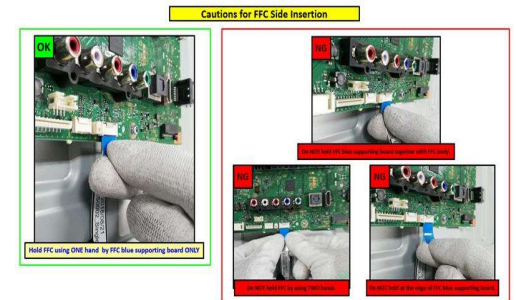 Cautions for FFC Side Insertion
OK
Hold FFC using ONE hand by FFC blue supporting board ONLY
NG
Do NOT hold FFC blue supporting board together with FFC body.
NG
Do NOT hold FFC by using TWO hands.
NG
Do NOT hold at the edge of FFC blue supporting board.